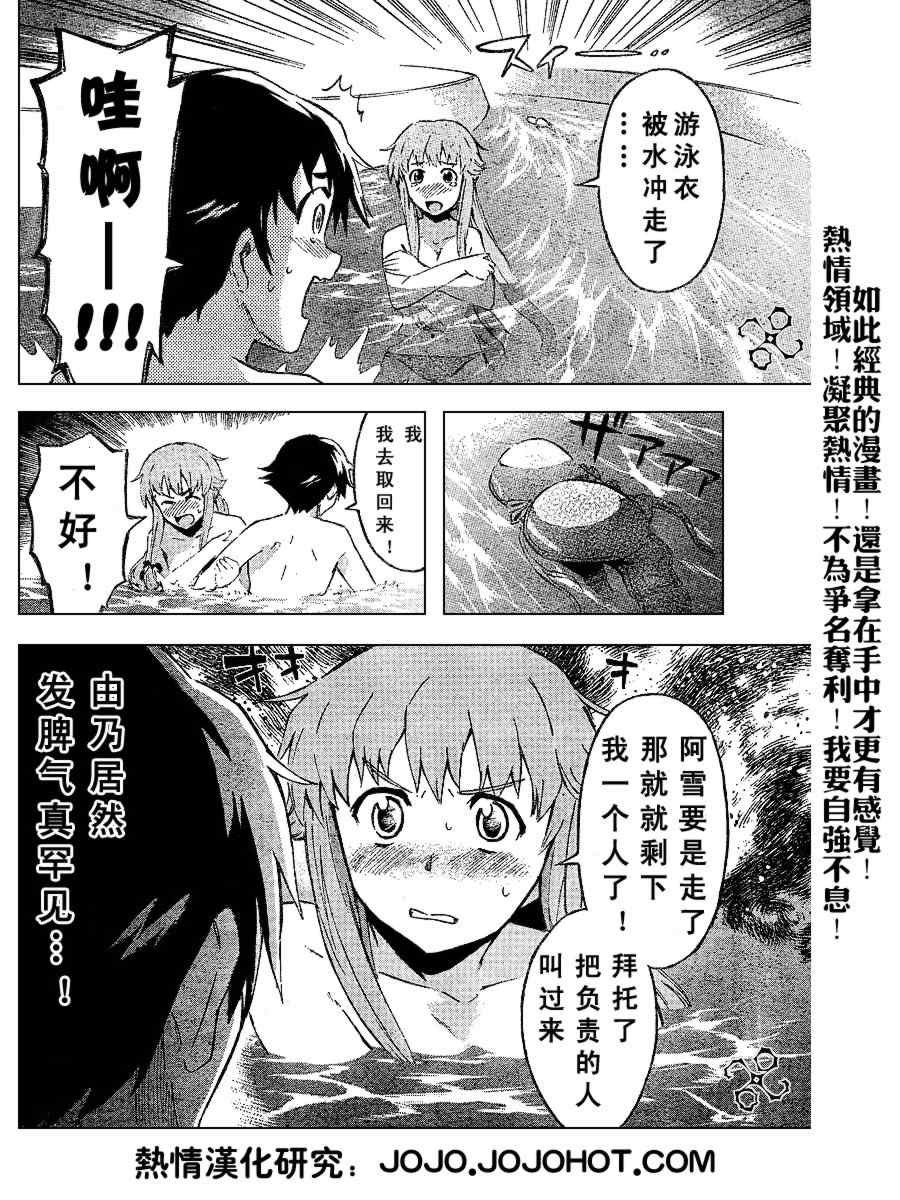 スイー
游泳衣
被水冲走了
……
哇啊—!!!
ザアアアア
我
我去取回来！
不好！
阿雪要是走了
那就就剩下
我一个人了！
拜托了
把负责的人
叫过来
オオ
由乃居然
发脾气真罕见…！
如此經典的漫畫！還是拿在手中才更有感覺！
熱情領域！凝聚熱情！不為爭名奪利！我要自強不息！
熱情漢化研究：JOJO.JOJOHOT.COM